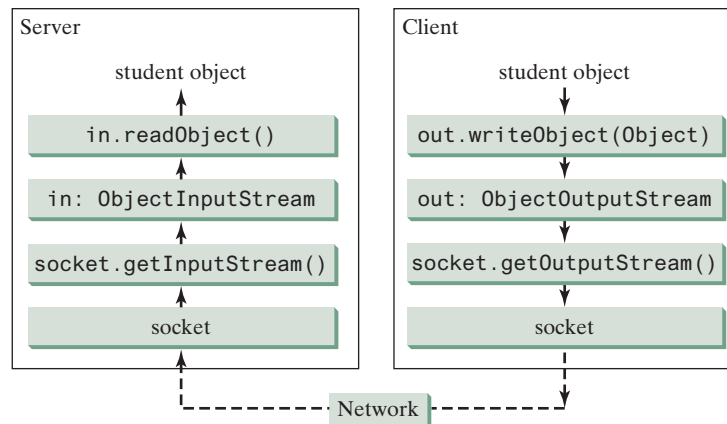 Server
student object
in.readObject()
in: ObjectInputStream
socket.getInputStream()
socket
Client
student object
out.writeObject(Object)
out: ObjectOutputStream
socket.getOutputStream()
socket
Network